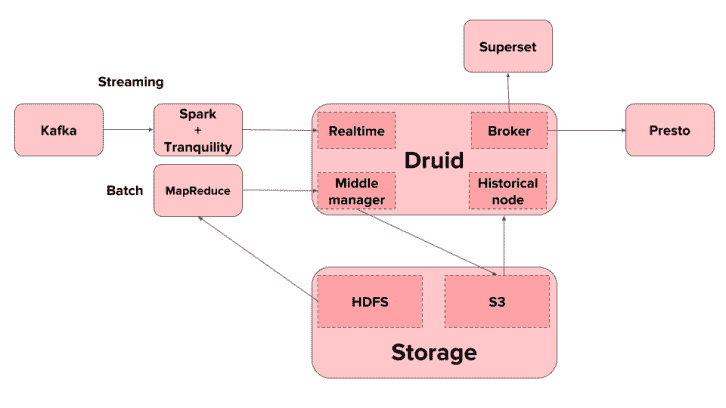 Superset
Streaming
Kafka
Spark
+
Tranquility
Realtime
Broker
Presto
Druid
Batch
MapReduce
Middle
manager
Historical
node
HDFS
S3
Storage